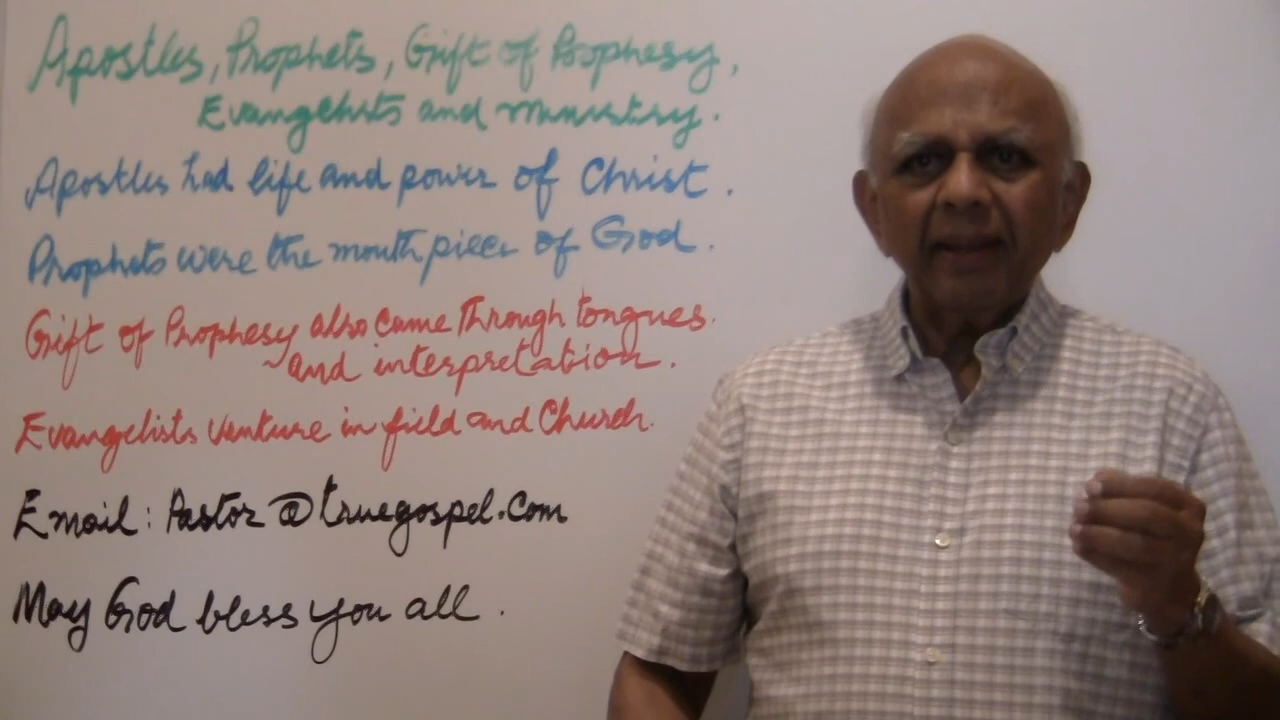 Apostles, Prophets, Grift of Prophesy,
Evangelists and ministry.
Apostles had life and power of Christ.
Prophets were the mouth piece of God.
Grift of Prophesy also came through tongues
and interpretation.
Evangelists venture in field and Church.
Email: Pastor@truegospel.com
May God bless you all.